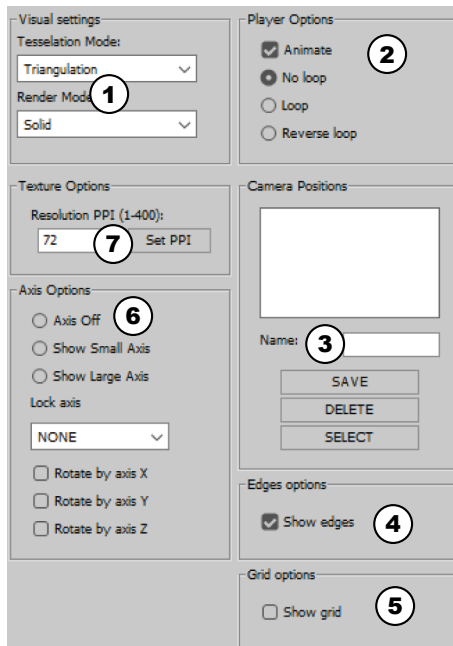 Visual settings
Tesselation Mode:
Triangulation
Render Mode
1
Solid
Player Options
Animate
2
No loop
Loop
Reverse loop
Texture Options
Resolution PPI (1-400):
72
7
Set PPI
Camera Positions
Name:
3
SAVE
DELETE
SELECT
Axis Options
Axis Off
6
Show Small Axis
Show Large Axis
Lock axis
NONE
Rotate by axis X
Rotate by axis Y
Rotate by axis Z
Edges options
Show edges
4
Grid options
Show grid
5